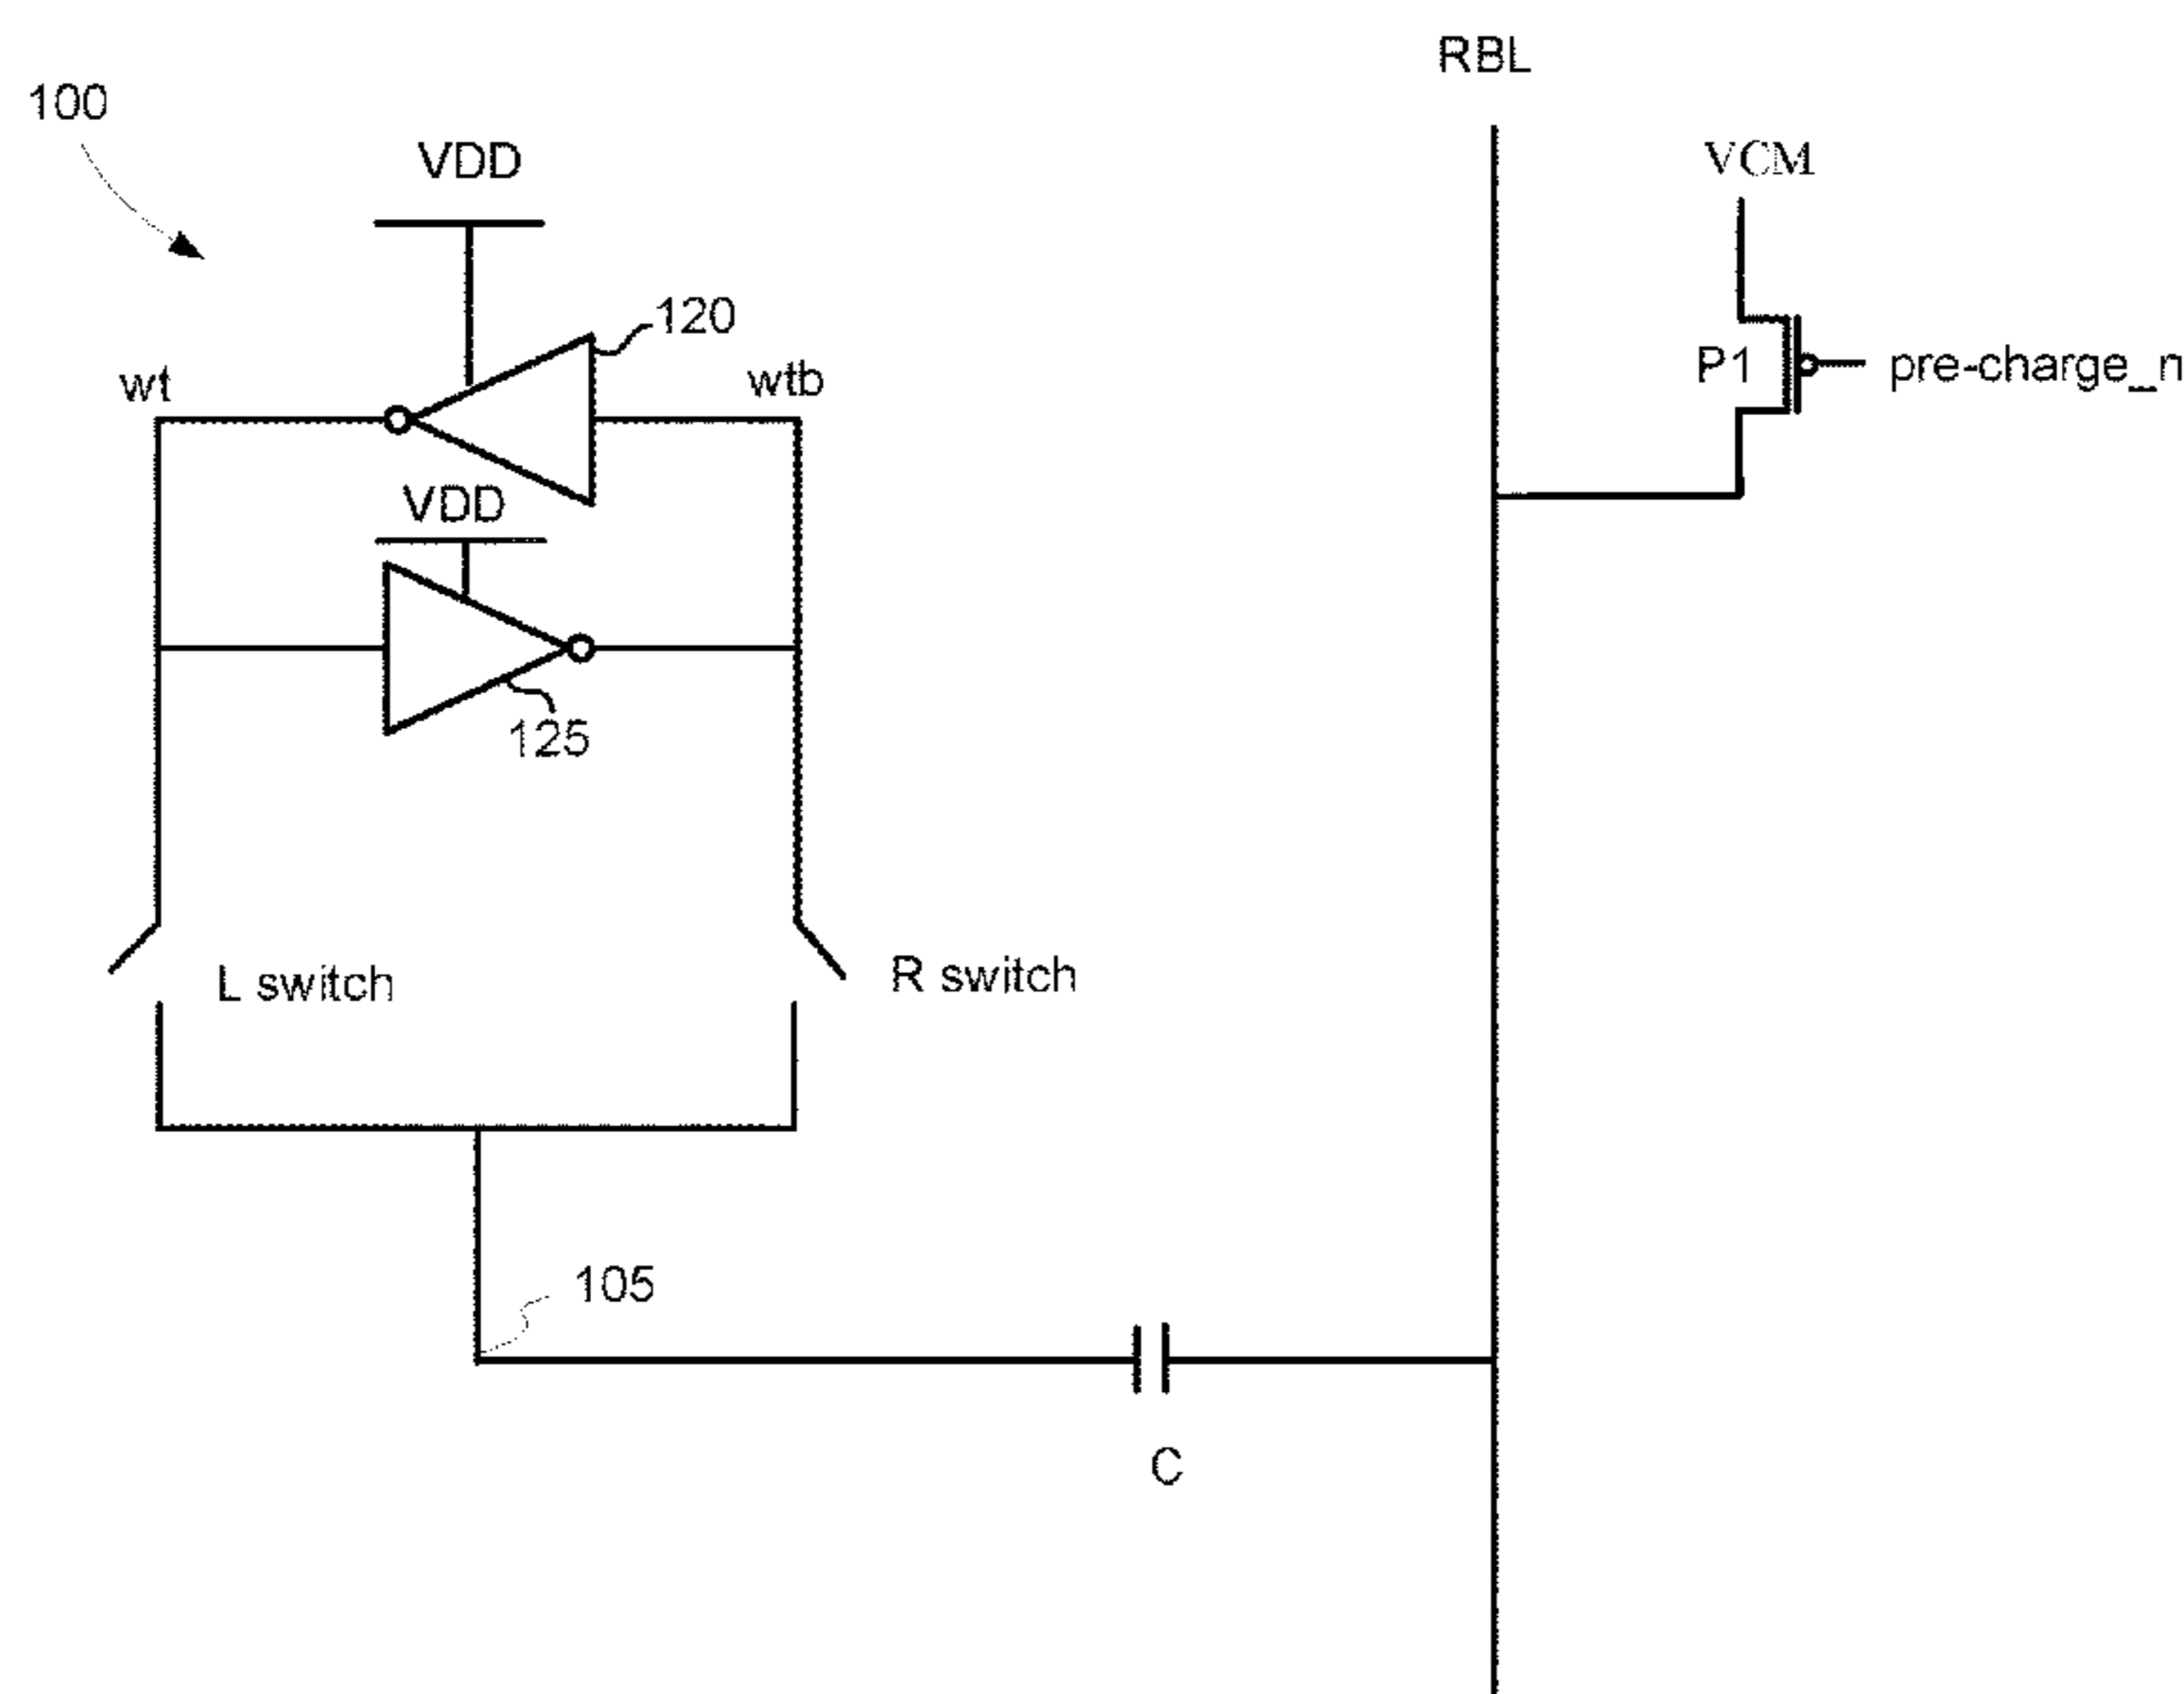 RBL
100
VDD
VCM
120
wt
wtb
P1
pre-charge_n
VDD
125
L switch
R switch
105
C